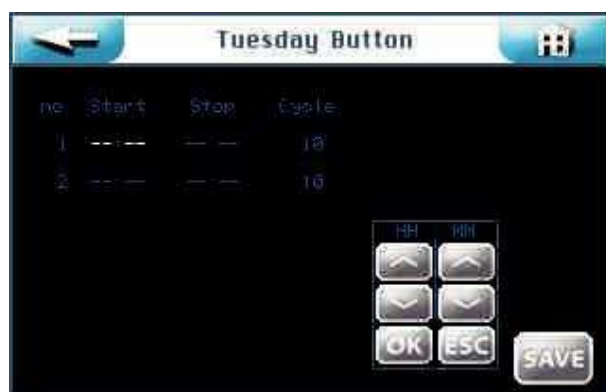 Tuesday Button
no Start Stop Cycle
1 --:-- --:-- 10
2 --:-- --:-- 10
HH MM
OK ESC
SAVE